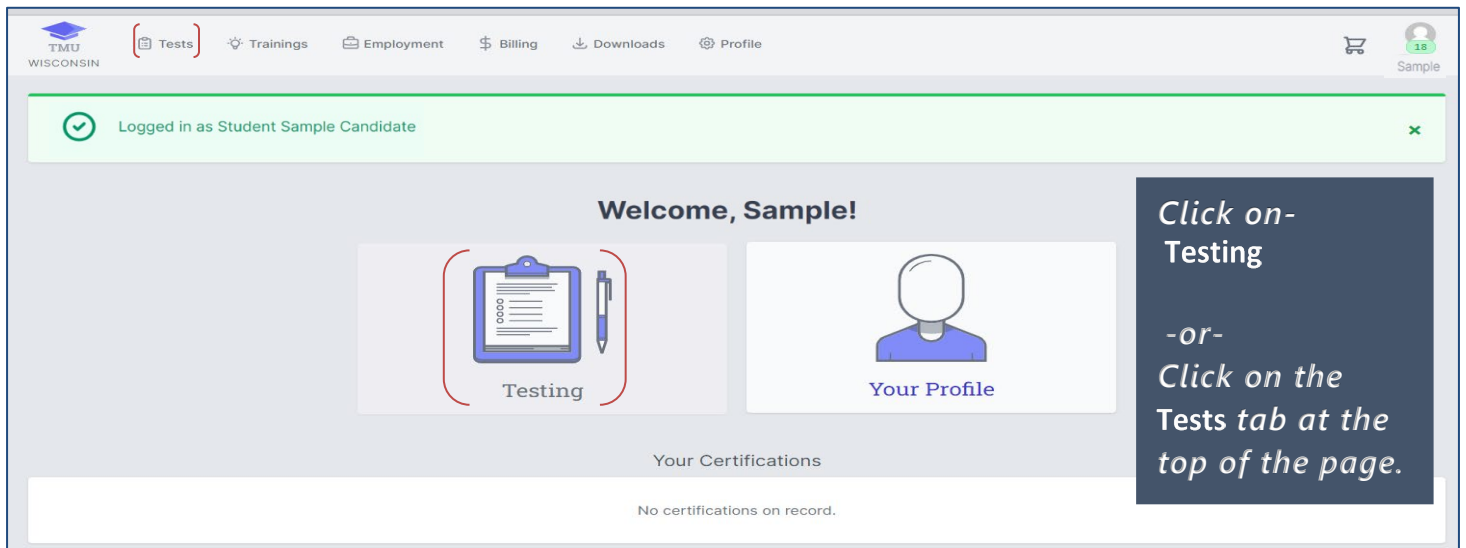 TMU
WISCONSIN
Tests Trainings Employment $ Billing Downloads Profile
18
Sample
Logged in as Student Sample Candidate ×
Welcome, Sample!
Testing
Your Profile
Your Certifications
No certifications on record.
Click on-
Testing
-or-
Click on the
Tests tab at the
top of the page.